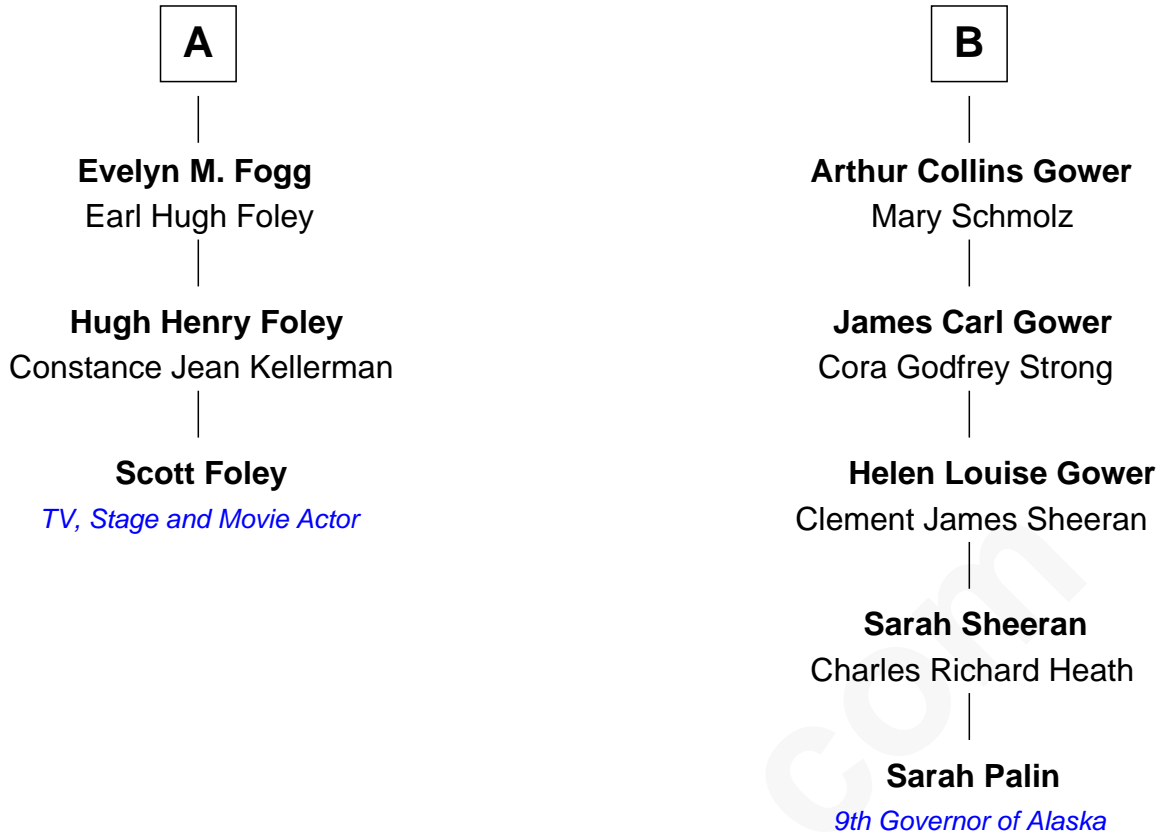 A
Evelyn M. Fogg
Earl Hugh Foley
Hugh Henry Foley
Constance Jean Kellerman
Scott Foley
TV, Stage and Movie Actor
B
Arthur Collins Gower
Mary Schmolz
James Carl Gower
Cora Godfrey Strong
Helen Louise Gower
Clement James Sheeran
Sarah Sheeran
Charles Richard Heath
Sarah Palin
9th Governor of Alaska
com